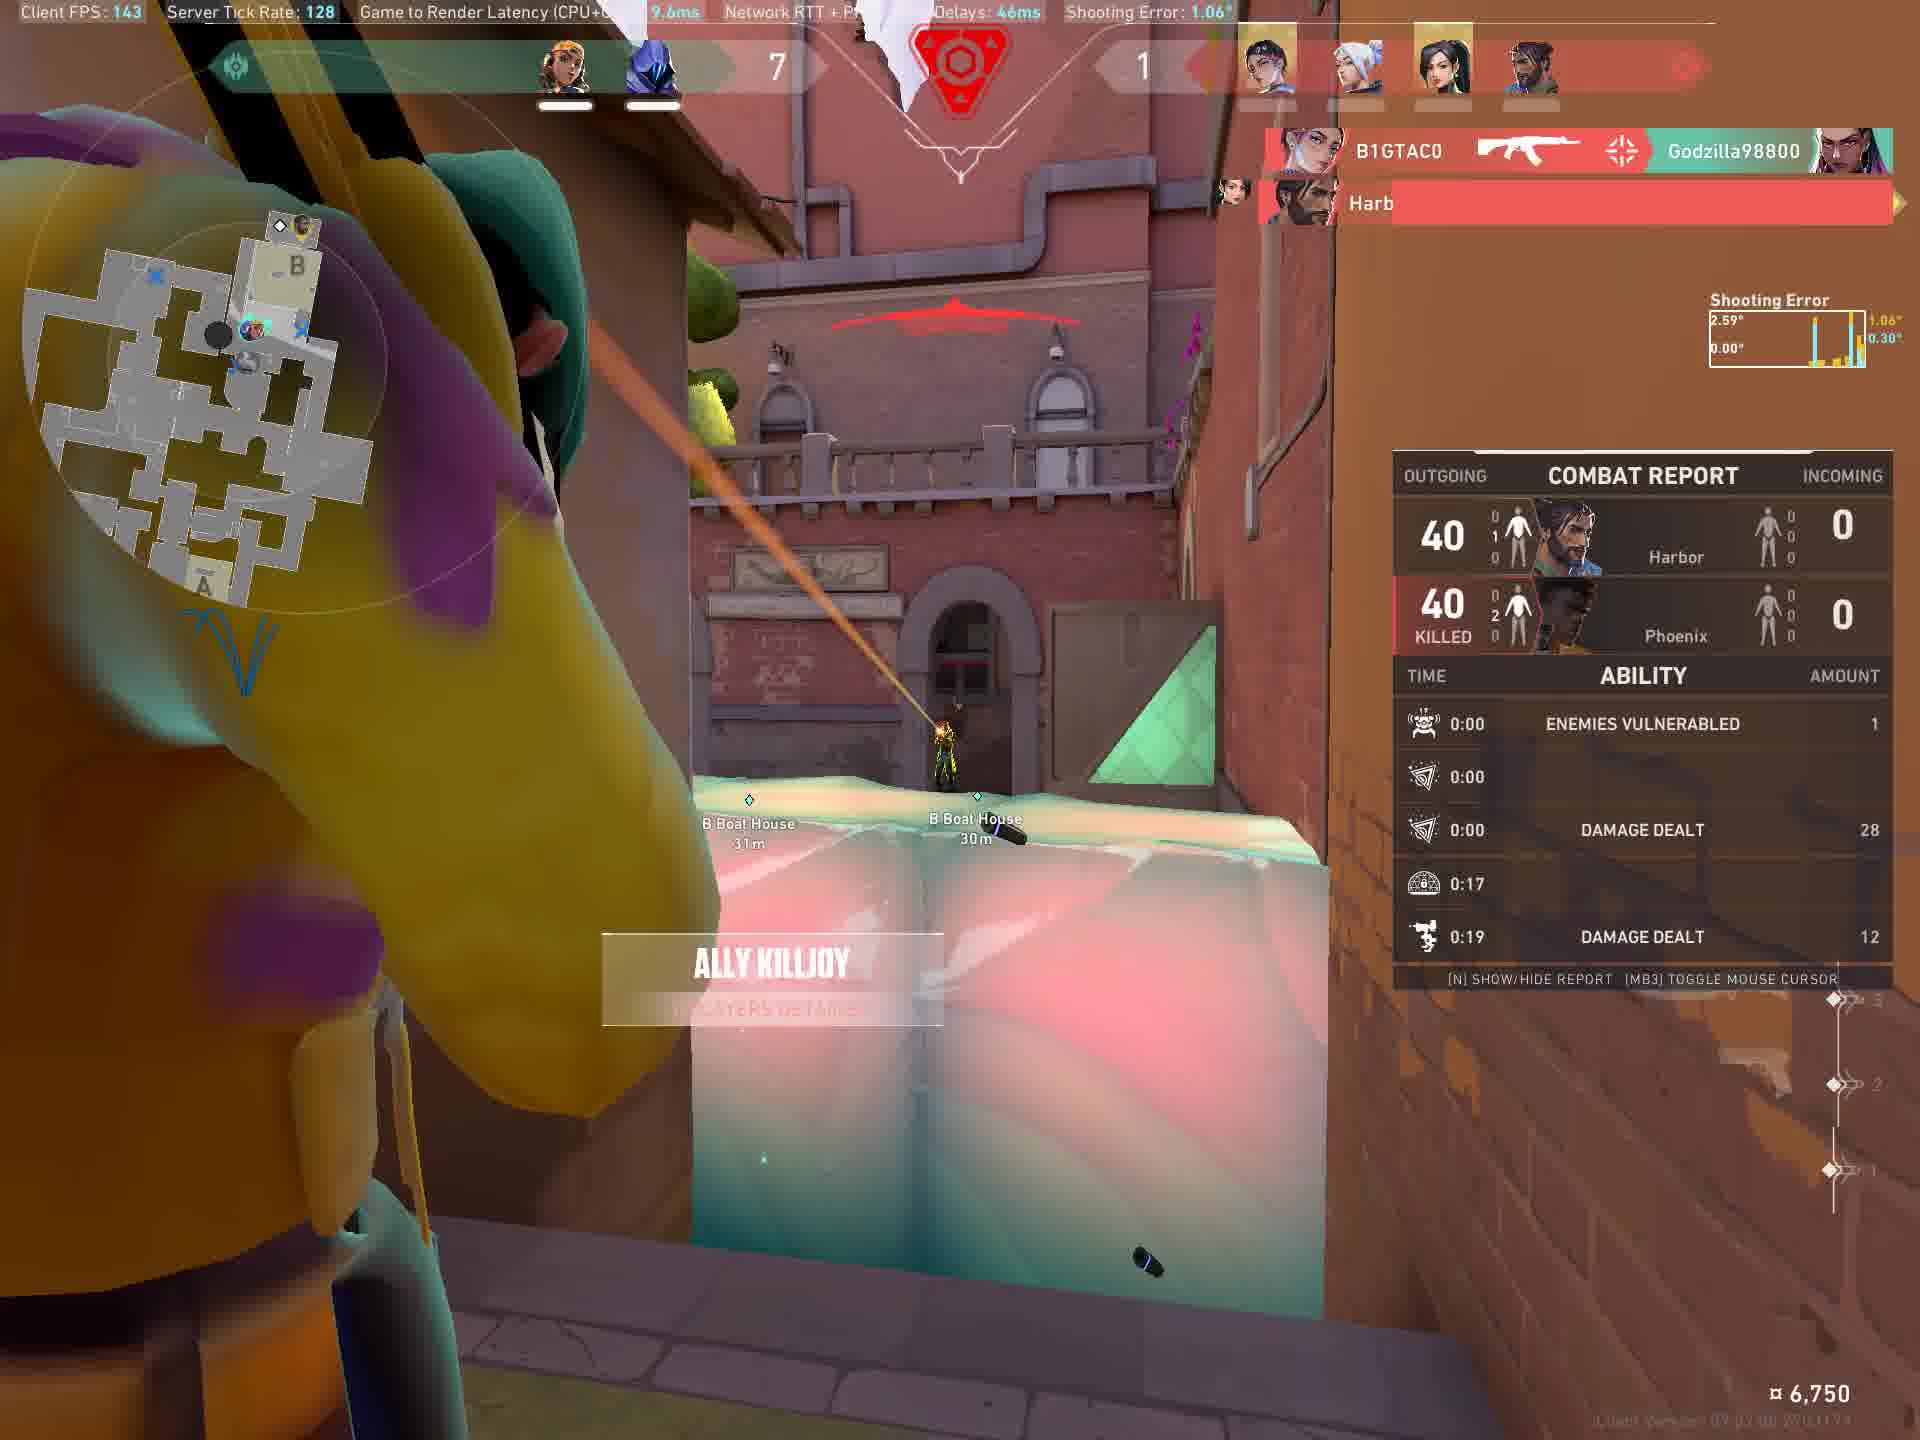 Client FPS: 143 Server Tick Rate: 128 Game to Render Latency (CPU+ 9.6ms Network RTT + Delays: 46ms Shooting Error: 1.06°
7
1
B1GTAC0 Godzilla98800
Harb
B
A
Shooting Error
2.59°
1.06°
0.30°
0.00°
OUTGOING COMBAT REPORT INCOMING
40 0 1 0 Harbor 0 0 0 0
40 KILLED 0 2 0 Phoenix 0 0 0 0
TIME ABILITY AMOUNT
0:00 ENEMIES VULNERABLED 1
0:00
0:00 DAMAGE DEALT 28
0:17
0:19 DAMAGE DEALT 12
[N] SHOW/HIDE REPORT [MB3] TOGGLE MOUSE CURSOR
B Boat House
31m
B Boat House
30m
ALLY KILLJOY
3
2
1
¤ 6,750